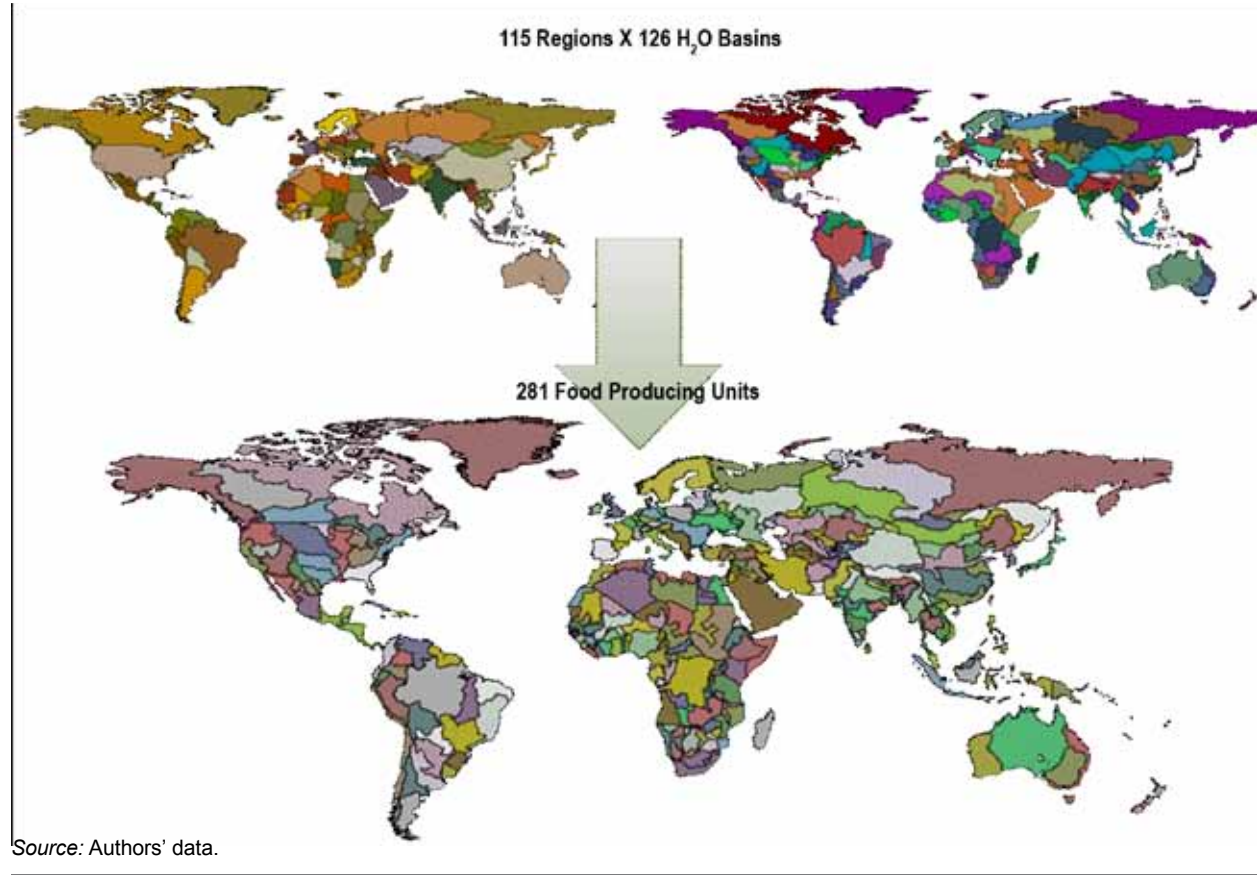 115 Regions X 126 H₂O Basins
281 Food Producing Units
Source: Authors’ data.